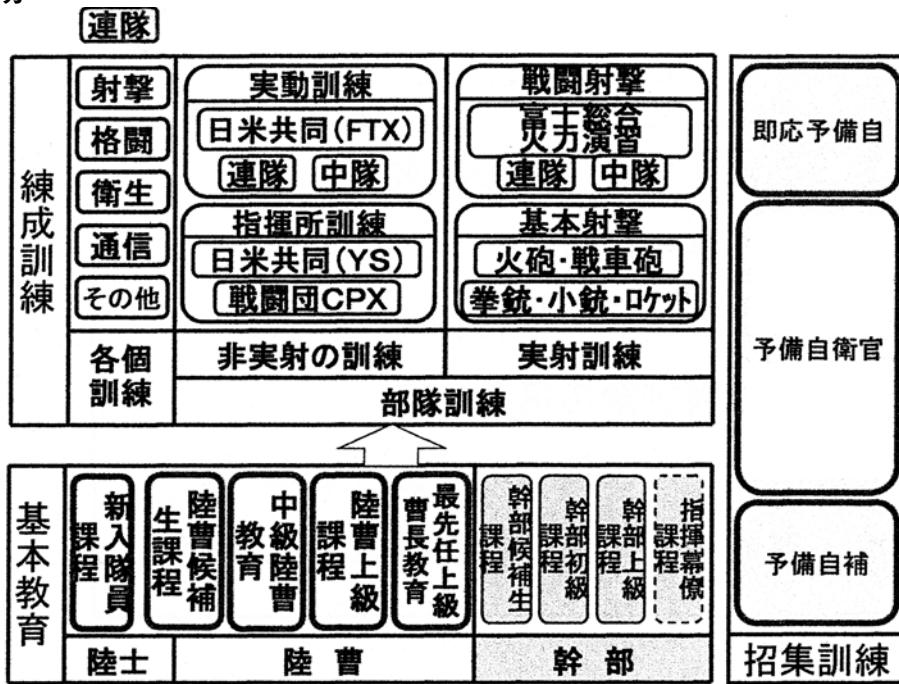 連隊
練成訓練
射撃
格闘
衛生
通信
その他
各個
訓練
実動訓練
日米共同(FTX)
連隊 中隊
指揮所訓練
日米共同(YS)
戦闘団CPX
非実射の訓練
戦闘射撃
富士総合
火力演習
連隊 中隊
基本射撃
火砲・戦車砲
拳銃・小銃・ロケット
実射訓練
部隊訓練
基本教育
新入隊員
課程
陸曹候補
生課程
中級陸曹
教育
陸曹上級
課程
最先任上級
曹長教育
幹部候補生
課程
幹部初級
課程
幹部上級
課程
指揮幕僚
課程
陸士
陸曹
幹部
即応予備自
予備自衛官
予備自補
招集訓練